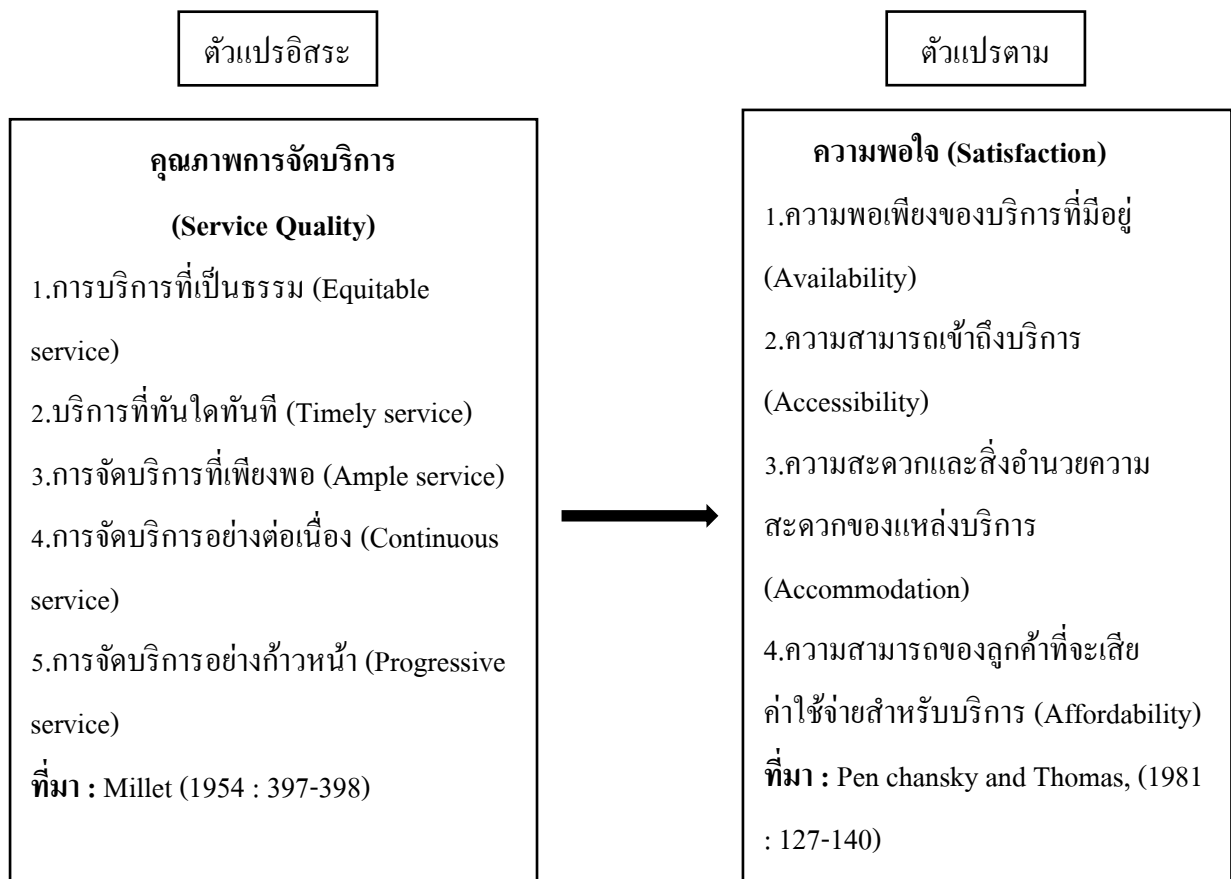 ตัวแปรอิสระ
คุณภาพการจัดบริการ
(Service Quality)
1.การบริการที่เป็นธรรม (Equitable
service)
2.บริการที่ทันใดทันที (Timely service)
3.การจัดบริการที่เพียงพอ (Ample service)
4.การจัดบริการอย่างต่อเนื่อง (Continuous
service)
5.การจัดบริการอย่างก้าวหน้า (Progressive
service)
ที่มา : Millet (1954 : 397-398)
ตัวแปรตาม
ความพอใจ (Satisfaction)
1.ความพอเพียงของบริการที่มีอยู่
(Availability)
2.ความสามารถเข้าถึงบริการ
(Accessibility)
3.ความสะดวกและสิ่งอำนวยความ
สะดวกของแหล่งบริการ
(Accommodation)
4.ความสามารถของลูกค้าที่จะเสีย
ค่าใช้จ่ายสำหรับบริการ (Affordability)
ที่มา : Pen chansky and Thomas, (1981
: 127-140)